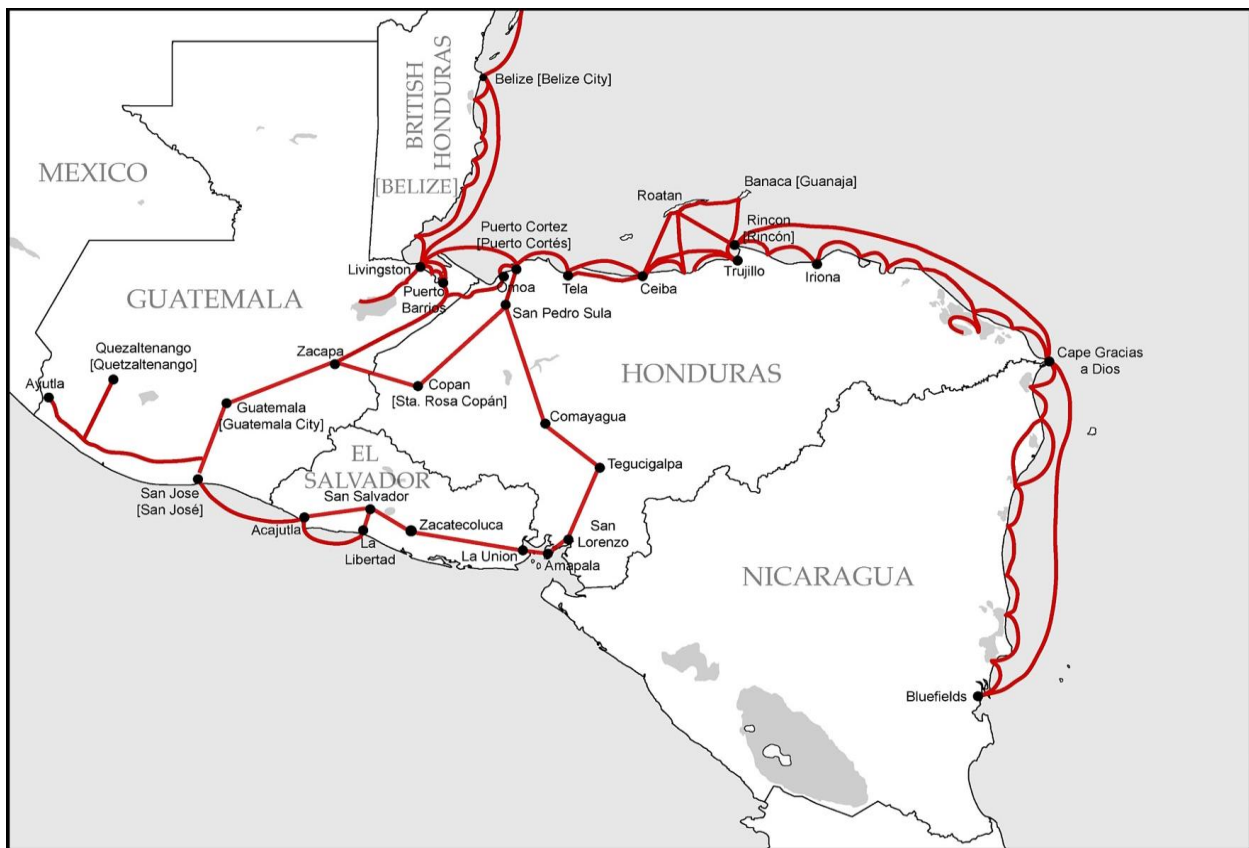 Belize [Belize City]
BRITISH
HONDURAS
[BELIZE]
MEXICO
Banaca [Guanaja]
Roatan
Rincon
[Rincón]
Puerto Cortez
[Puerto Cortés]
Livingston
Puerto
Barrios
Omoa
Tela
Ceiba
Trujillo
Iriona
GUATEMALA
San Pedro Sula
Quezaltenango
[Quetzaltenango)
Zacapa
Ayutla
Copan
[Sta. Rosa Copán]
HONDURAS
Cape Gracias
a Dios
Guatemala
[Guatemala City]
Comayagua
EL
SALVADOR
Tegucigalpa
San Jose
[San José]
San Salvador
Acajutla
La
Libertad
Zacatecoluca
La Union
Amapala
San
Lorenzo
NICARAGUA
Bluefields